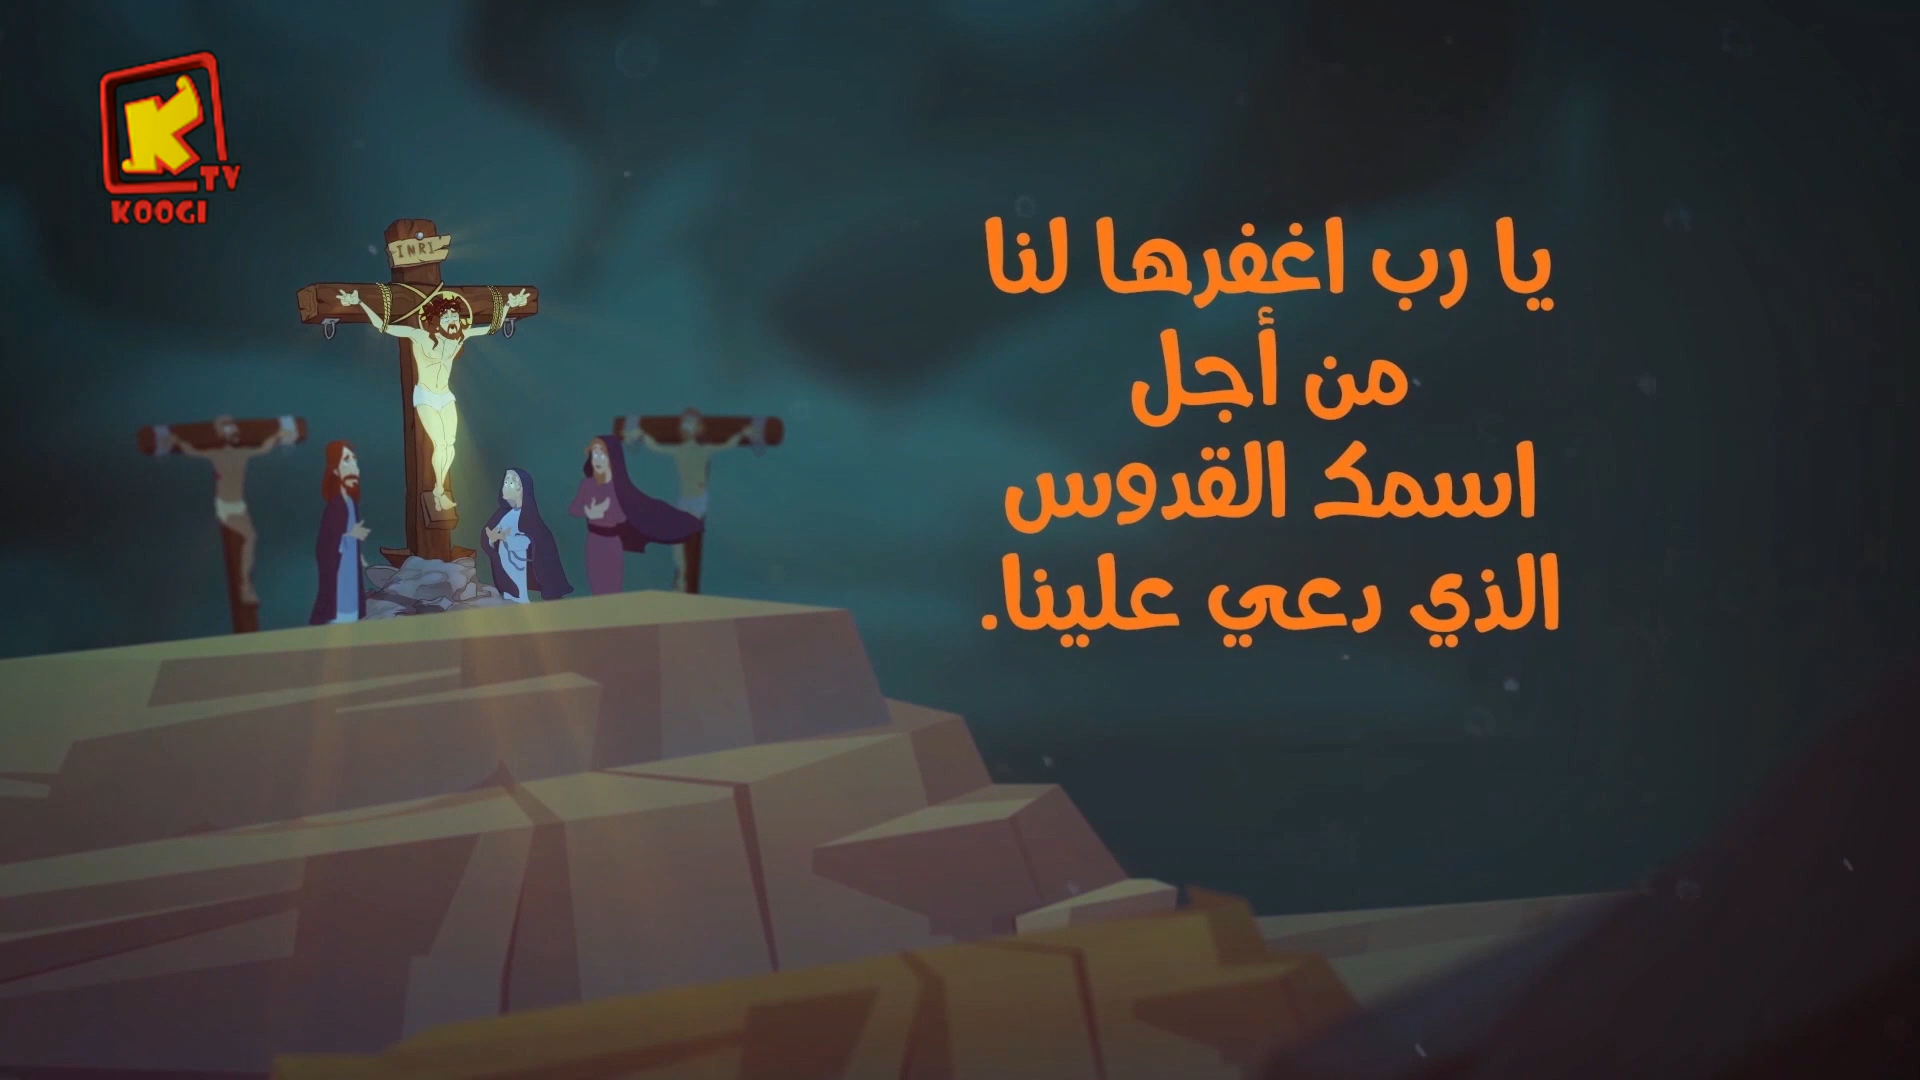 K
TV
KOOGI
INRI
يا رب اغفرها لنا
من أجل
اسمك القدوس
الذي دعي علينا.